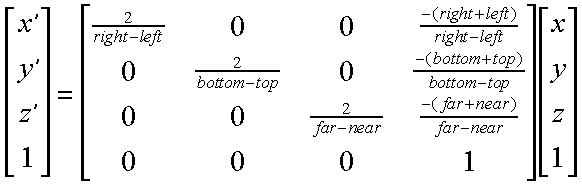 [x'] [2/(right−left) 0 0 −(right+left)/(right−left)] [x]
[y'] = [0 2/(bottom−top) 0 −(bottom+top)/(bottom−top)] [y]
[z'] [0 0 2/(far−near) −(far+near)/(far−near)] [z]
[1] [0 0 0 1] [1]